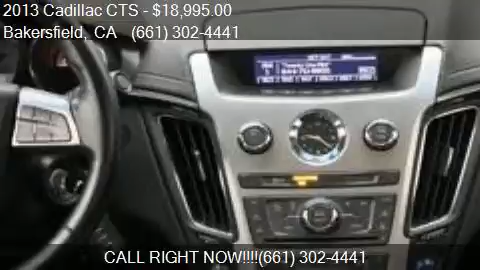 2013 Cadillac CTS - $18,995.00
Bakersfield, CA (661) 302-4441
CALL RIGHT NOW!!!!(661) 302-4441